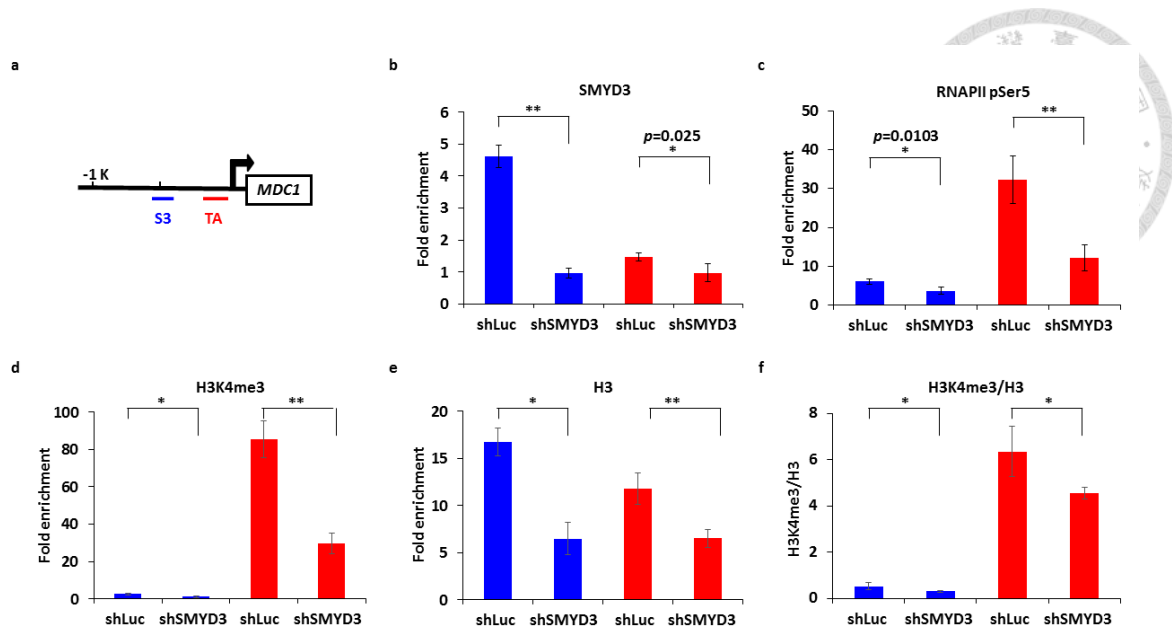 a
-1 K
MDC1
S3
TA
b
SMYD3
**
p=0.025
*
Fold enrichment
6
5
4
3
2
1
0
shLuc shSMYD3 shLuc shSMYD3
c
RNAPII pSer5
**
p=0.0103
*
Fold enrichment
50
40
30
20
10
0
shLuc shSMYD3 shLuc shSMYD3
d
H3K4me3
* **
Fold enrichment
100
80
60
40
20
0
shLuc shSMYD3 shLuc shSMYD3
e
H3
* **
Fold enrichment
20
15
10
5
0
shLuc shSMYD3 shLuc shSMYD3
f
H3K4me3/H3
* *
H3K4me3/H3
8
6
4
2
0
shLuc shSMYD3 shLuc shSMYD3